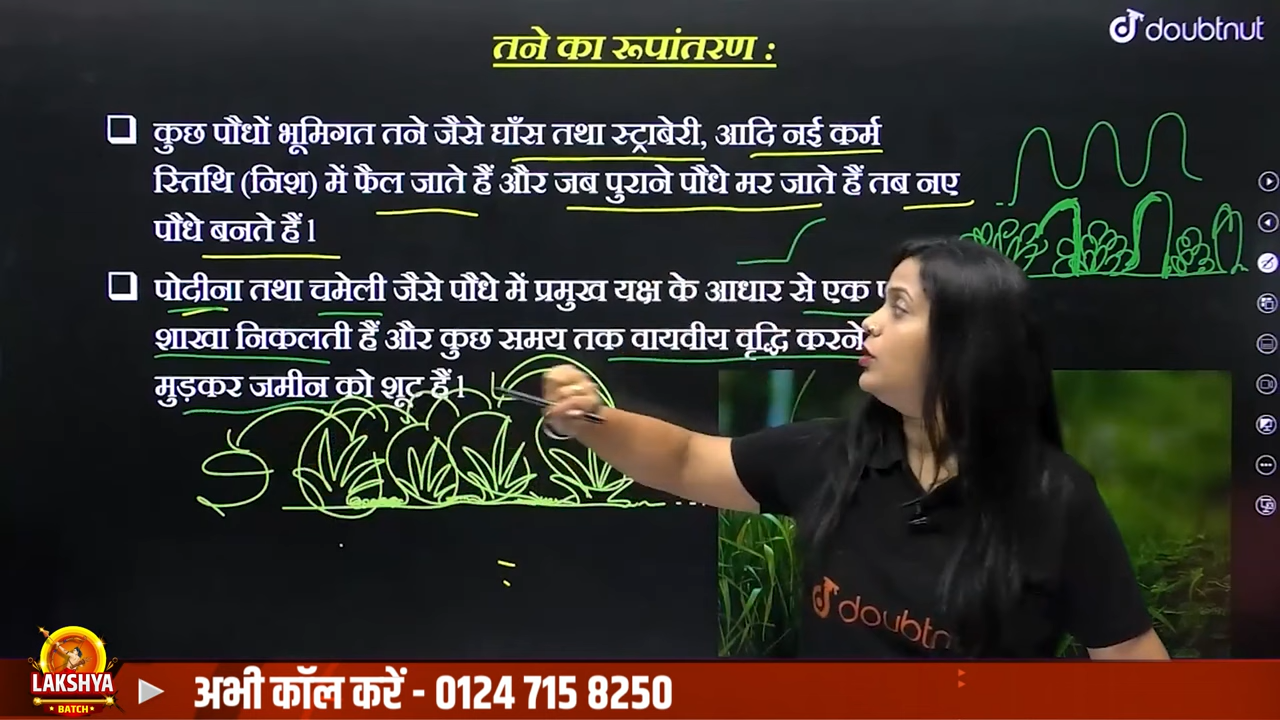 doubtnut
तने का रूपांतरण :
कुछ पौधों भूमिगत तने जैसे घाँस तथा स्ट्राबेरी, आदि नई कर्म
स्तिथि (निश) में फैल जाते हैं और जब पुराने पौधे मर जाते हैं तब नए
पौधे बनते हैं l
पोदीना तथा चमेली जैसे पौधे में प्रमुख यक्ष के आधार से एक
शाखा निकलती हैं और कुछ समय तक वायवीय वृद्धि करने
मुड़कर जमीन को शूट हैं l
doubtn
LAKSHYA
BATCH
अभी कॉल करें - 0124 715 8250